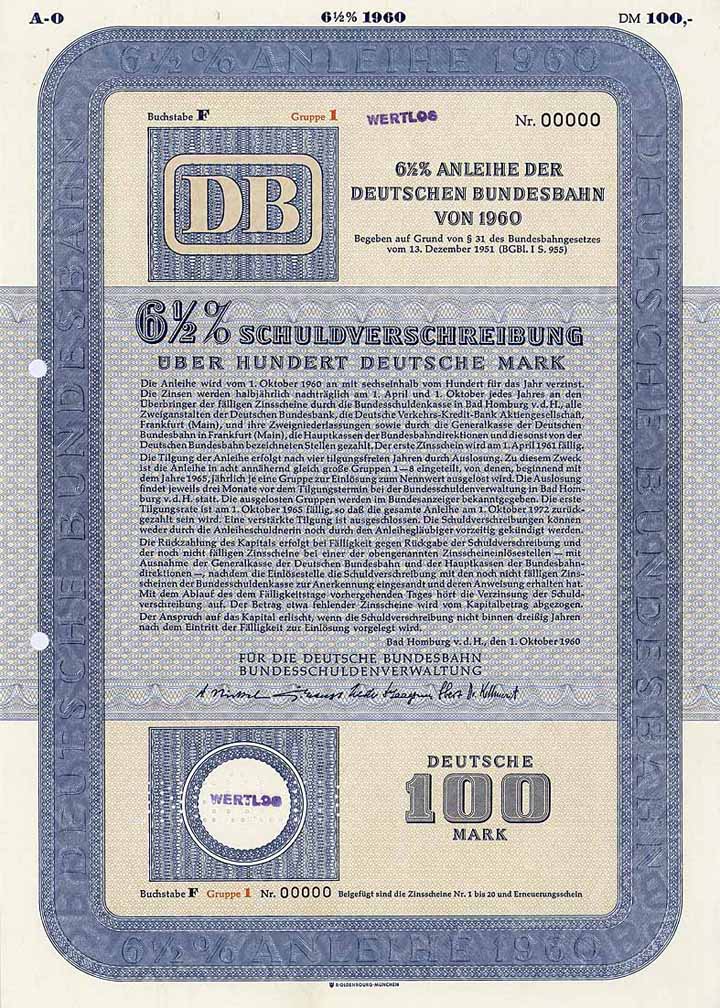 A-O 6½% 1960 DM 100,-
6½% ANLEIHE 1960
DEUTSCHE BUNDESBAHN
DEUTSCHE BUNDESBAHN
Buchstabe F Gruppe 1 WERTLOS Nr. 00000
DB
6½% ANLEIHE DER
DEUTSCHEN BUNDESBAHN
VON 1960
Begeben auf Grund von § 31 des Bundesbahngesetzes
vom 13. Dezember 1951 (BGBl. I S. 955)
6½% SCHULDVERSCHREIBUNG
ÜBER HUNDERT DEUTSCHE MARK
Die Anleihe wird vom 1. Oktober 1960 an mit sechseinhalb vom Hundert für das Jahr verzinst.
Die Zinsen werden halbjährlich nachträglich am 1. April und 1. Oktober jedes Jahres an den
Überbringer der fälligen Zinsscheine durch die Bundesschuldenkasse in Bad Homburg v. d. H., alle
Zweiganstalten der Deutschen Bundesbank, die Deutsche Verkehrs-Kredit-Bank Aktiengesellschaft,
Frankfurt (Main), und ihre Zweigniederlassungen sowie durch die Generalkasse der Deutschen
Bundesbahn in Frankfurt (Main), die Hauptkassen der Bundesbahndirektionen und die sonst von der
Deutschen Bundesbahn bezeichneten Stellen gezahlt. Der erste Zinsschein wird am 1. April 1961 fällig.
Die Tilgung der Anleihe erfolgt nach vier tilgungsfreien Jahren durch Auslosung. Zu diesem Zweck
ist die Anleihe in acht annähernd gleich große Gruppen 1—8 eingeteilt, von denen, beginnend mit
dem Jahre 1965, jährlich je eine Gruppe zur Einlösung zum Nennwert ausgelost wird. Die Auslosung
findet jeweils drei Monate vor dem Tilgungstermin bei der Bundesschuldenverwaltung in Bad Hom-
burg v. d. H. statt. Die ausgelosten Gruppen werden im Bundesanzeiger bekanntgegeben. Die erste
Tilgungsrate ist am 1. Oktober 1965 fällig, so daß die gesamte Anleihe am 1. Oktober 1972 zurück-
gezahlt sein wird. Eine verstärkte Tilgung ist ausgeschlossen. Die Schuldverschreibungen können
weder durch die Anleiheschuldnerin noch durch den Anleihegläubiger vorzeitig gekündigt werden.
Die Rückzahlung des Kapitals erfolgt bei Fälligkeit gegen Rückgabe der Schuldverschreibung und
der noch nicht fälligen Zinsscheine bei einer der obengenannten Zinsscheineinlösestellen — mit
Ausnahme der Generalkasse der Deutschen Bundesbahn und der Hauptkassen der Bundesbahn-
direktionen —, nachdem die Einlösestelle die Schuldverschreibung mit den noch nicht fälligen Zins-
scheinen der Bundesschuldenkasse zur Anerkennung eingesandt und deren Anweisung erhalten hat.
Mit dem Ablauf des dem Fälligkeitstage vorhergehenden Tages hört die Verzinsung der Schuld-
verschreibung auf. Der Betrag etwa fehlender Zinsscheine wird vom Kapitalbetrag abgezogen.
Der Anspruch auf das Kapital erlischt, wenn die Schuldverschreibung nicht binnen dreißig Jahren
nach dem Eintritt der Fälligkeit zur Einlösung vorgelegt wird.
Bad Homburg v. d. H., den 1. Oktober 1960
FÜR DIE DEUTSCHE BUNDESBAHN
BUNDESSCHULDENVERWALTUNG
WERTLOS
DEUTSCHE
100
MARK
Buchstabe F Gruppe 1 Nr. 00000 Beigefügt sind die Zinsscheine Nr. 1 bis 20 und Erneuerungsschein
6½% ANLEIHE 1960
R. OLDENBOURG · MÜNCHEN